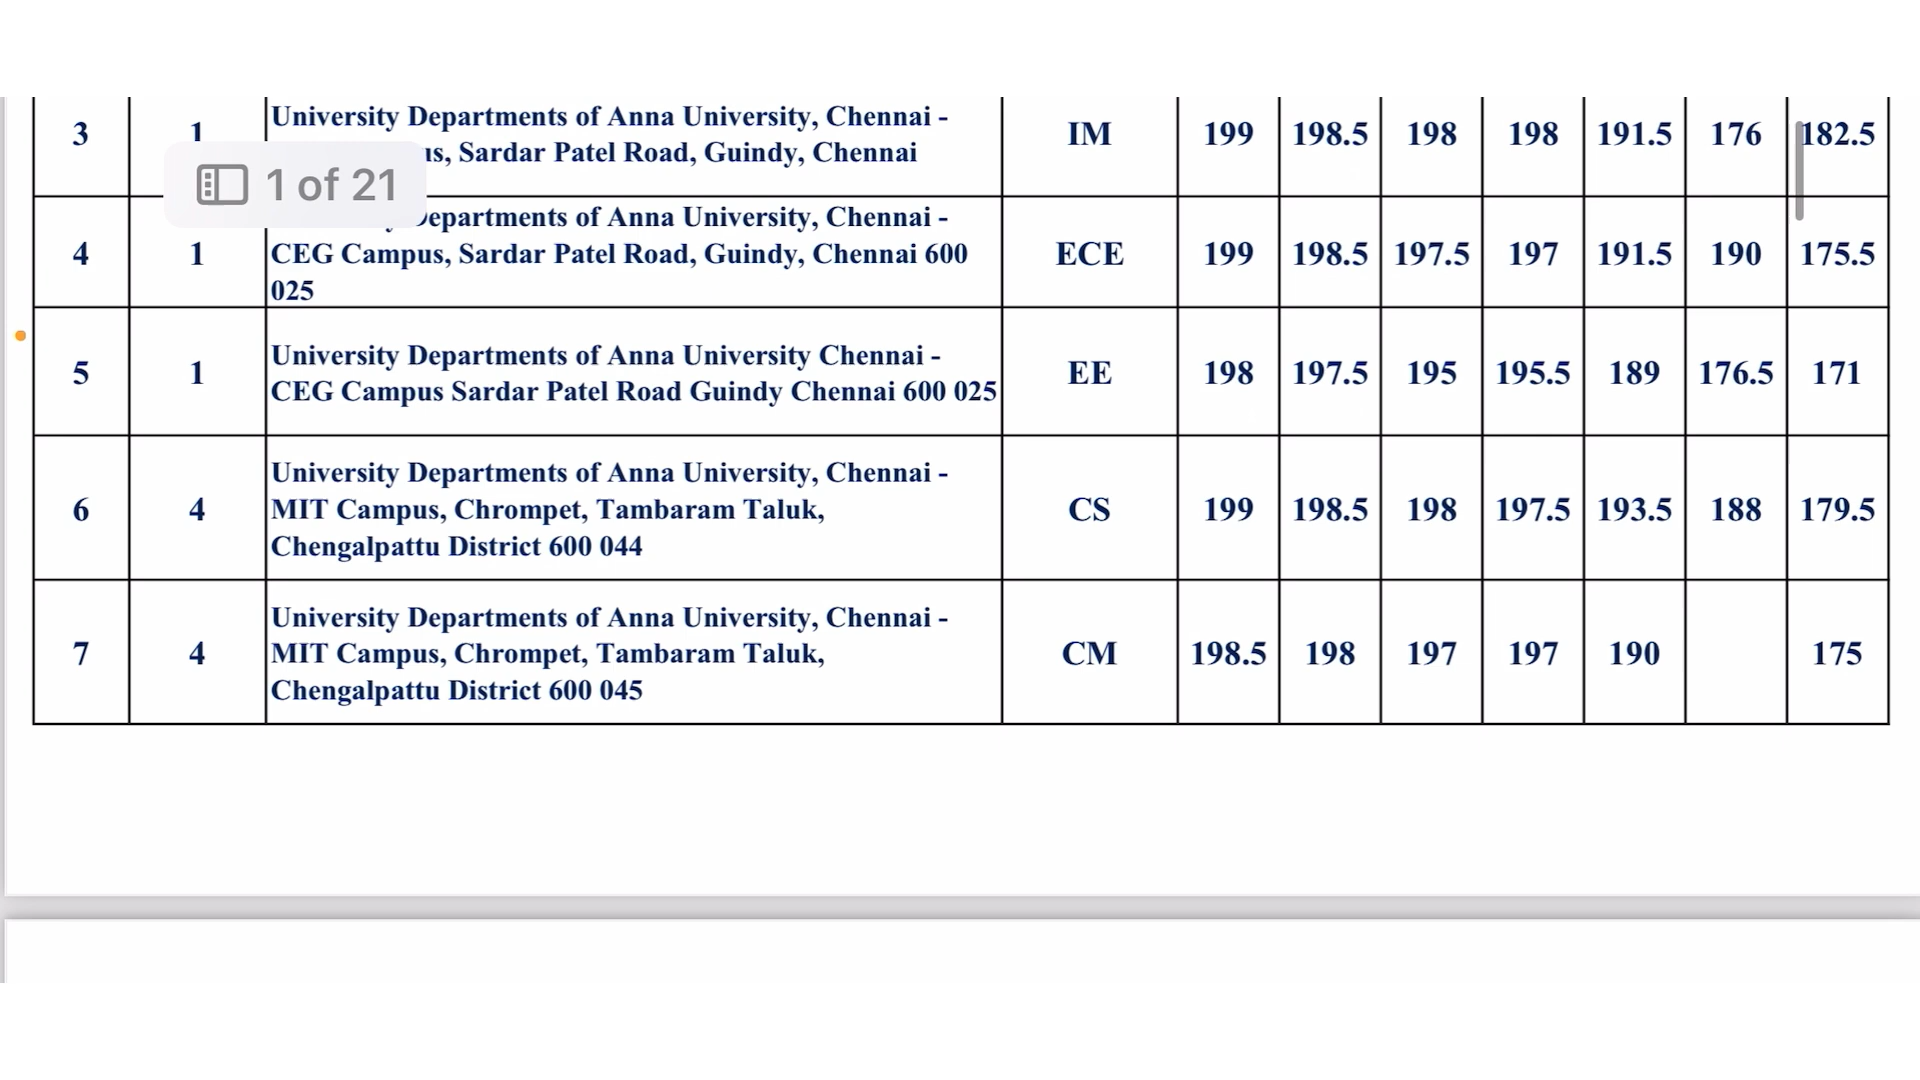 3 1 University Departments of Anna University, Chennai - IM 199 198.5 198 198 191.5 176 182.5
Sardar Patel Road, Guindy, Chennai
1 of 21
4 1 Departments of Anna University, Chennai - ECE 199 198.5 197.5 197 191.5 190 175.5
CEG Campus, Sardar Patel Road, Guindy, Chennai 600
025
5 1 University Departments of Anna University Chennai - EE 198 197.5 195 195.5 189 176.5 171
CEG Campus Sardar Patel Road Guindy Chennai 600 025
6 4 University Departments of Anna University, Chennai - CS 199 198.5 198 197.5 193.5 188 179.5
MIT Campus, Chrompet, Tambaram Taluk,
Chengalpattu District 600 044
7 4 University Departments of Anna University, Chennai - CM 198.5 198 197 197 190 175
MIT Campus, Chrompet, Tambaram Taluk,
Chengalpattu District 600 045